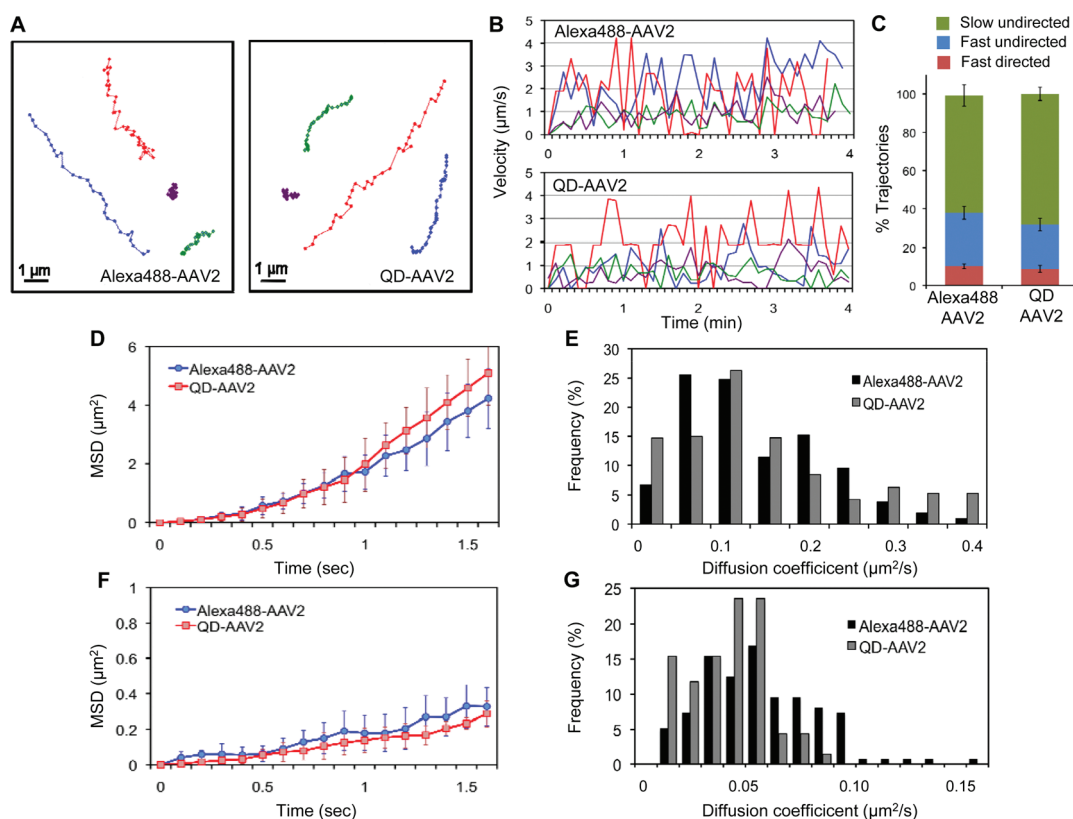 A
1 µm
Alexa488-AAV2
1 µm
QD-AAV2
B
Velocity (µm/s)
5
4
3
2
1
0
Alexa488-AAV2
0
1
2
3
4
5
4
3
2
1
0
QD-AAV2
0
1
2
3
4
Time (min)
C
Slow undirected
Fast undirected
Fast directed
% Trajectories
100
80
60
40
20
0
Alexa488
AAV2
QD
AAV2
D
MSD (µm²)
6
4
2
0
Alexa488-AAV2
QD-AAV2
0
0.5
1
1.5
Time (sec)
E
Frequency (%)
30
25
20
15
10
5
0
Alexa488-AAV2
QD-AAV2
0
0.1
0.2
0.3
0.4
Diffusion coefficicent (µm²/s)
F
MSD (µm²)
1
0.8
0.6
0.4
0.2
0
Alexa488-AAV2
QD-AAV2
0
0.5
1
1.5
Time (sec)
G
Frequency (%)
25
20
15
10
5
0
Alexa488-AAV2
QD-AAV2
0
0.05
0.10
0.15
Diffusion coefficicent (µm²/s)